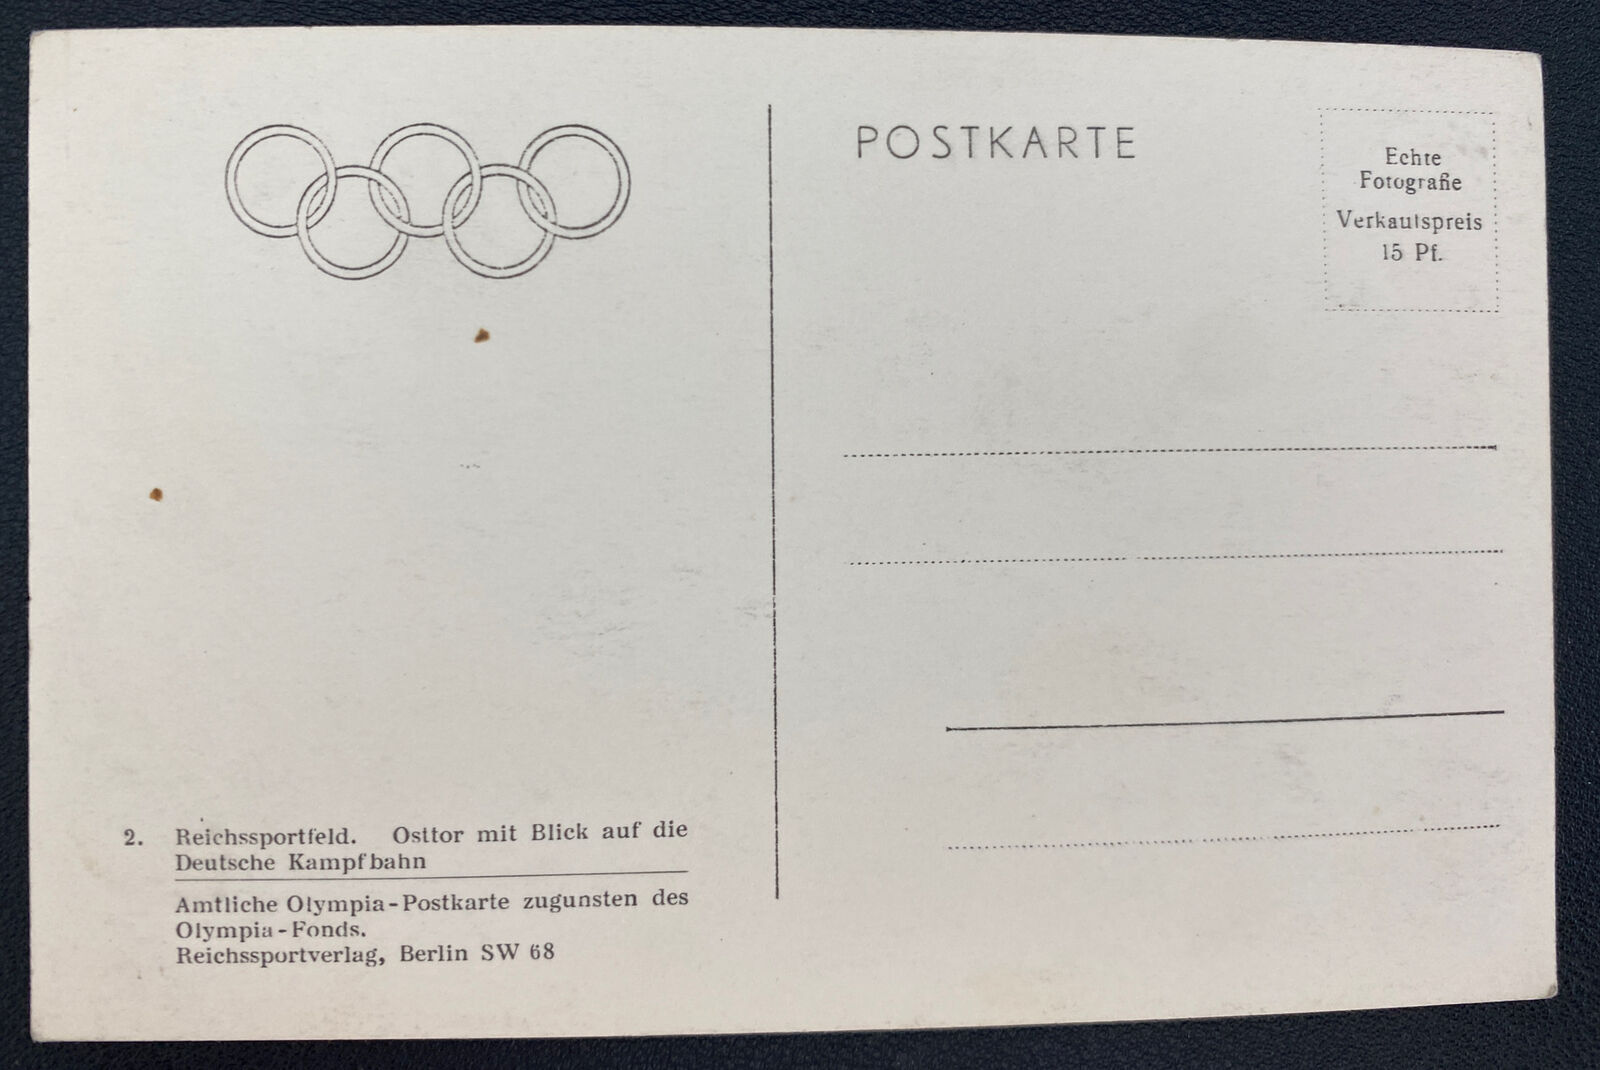 POSTKARTE
Echte
Fotografie
Verkaufspreis
15 Pf.
2. Reichssportfeld. Osttor mit Blick auf die
Deutsche Kampfbahn
Amtliche Olympia-Postkarte zugunsten des
Olympia-Fonds.
Reichssportverlag, Berlin SW 68